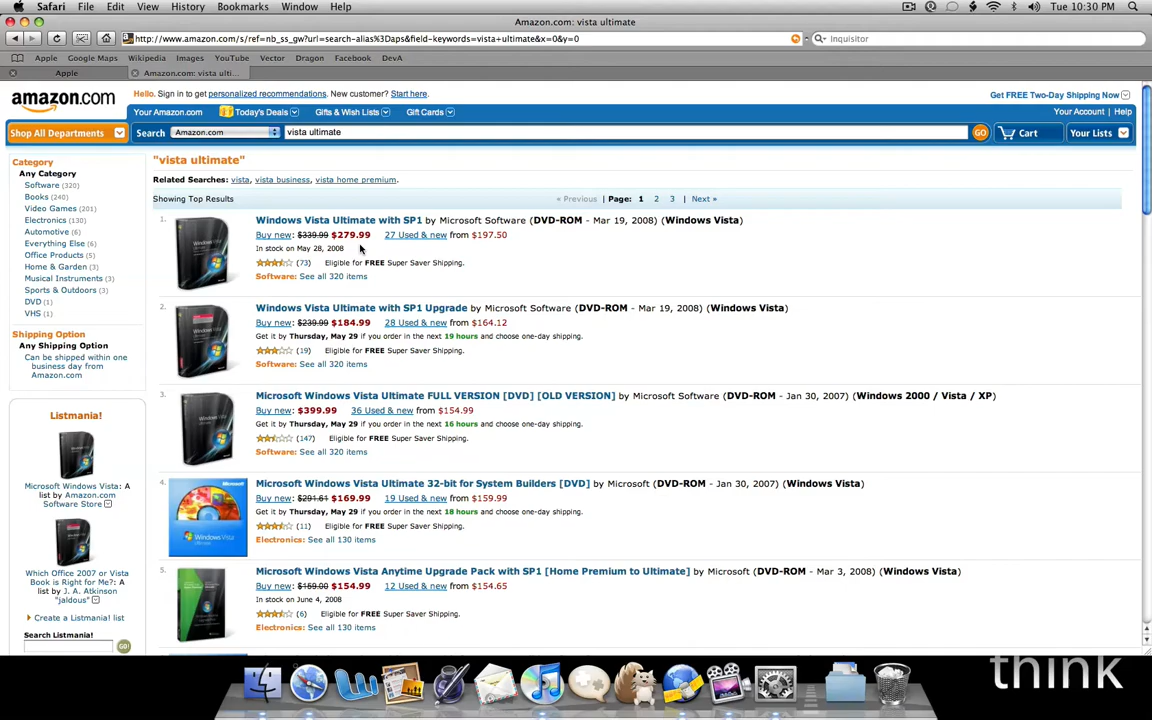 Safari File Edit View History Bookmarks Window Help Tue 10:30 PM
Amazon.com: vista ultimate
http://www.amazon.com/s/ref=nb_ss_gw?url=search-alias%3Daps&field-keywords=vista+ultimate&x=0&y=0 Inquisitor
Apple Google Maps Wikipedia Images YouTube Vector Dragon Facebook DevA
Apple Amazon.com: vista ulti...
amazon.com
Hello. Sign in to get personalized recommendations. New customer? Start here. Get FREE Two-Day Shipping Now
Your Amazon.com Today's Deals Gifts & Wish Lists Gift Cards Your Account | Help
Shop All Departments Search Amazon.com vista ultimate GO Cart Your Lists
Category
Any Category
Software (320)
Books (240)
Video Games (201)
Electronics (130)
Automotive (6)
Everything Else (6)
Office Products (5)
Home & Garden (3)
Musical Instruments (3)
Sports & Outdoors (3)
DVD (1)
VHS (1)
Shipping Option
Any Shipping Option
Can be shipped within one
business day from
Amazon.com
Listmania!
Microsoft Windows Vista: A
list by Amazon.com
Software Store
Which Office 2007 or Vista
Book is Right for Me?: A
list by J. A. Atkinson
"jaldous"
Create a Listmania! list
Search Listmania!
GO!
"vista ultimate"
Related Searches: vista, vista business, vista home premium.
Showing Top Results « Previous | Page: 1 2 3 | Next »
1. Windows Vista Ultimate with SP1 by Microsoft Software (DVD-ROM - Mar 19, 2008) (Windows Vista)
Buy new: $339.99 $279.99 27 Used & new from $197.50
In stock on May 28, 2008
(73) Eligible for FREE Super Saver Shipping.
Software: See all 320 items
2. Windows Vista Ultimate with SP1 Upgrade by Microsoft Software (DVD-ROM - Mar 19, 2008) (Windows Vista)
Buy new: $239.99 $184.99 28 Used & new from $164.12
Get it by Thursday, May 29 if you order in the next 19 hours and choose one-day shipping.
(19) Eligible for FREE Super Saver Shipping.
Software: See all 320 items
3. Microsoft Windows Vista Ultimate FULL VERSION [DVD] [OLD VERSION] by Microsoft Software (DVD-ROM - Jan 30, 2007) (Windows 2000 / Vista / XP)
Buy new: $399.99 36 Used & new from $154.99
Get it by Thursday, May 29 if you order in the next 16 hours and choose one-day shipping.
(147) Eligible for FREE Super Saver Shipping.
Software: See all 320 items
4. Microsoft Windows Vista Ultimate 32-bit for System Builders [DVD] by Microsoft (DVD-ROM - Jan 30, 2007) (Windows Vista)
Buy new: $291.61 $169.99 19 Used & new from $159.99
Get it by Thursday, May 29 if you order in the next 18 hours and choose one-day shipping.
(11) Eligible for FREE Super Saver Shipping.
Electronics: See all 130 items
5. Microsoft Windows Vista Anytime Upgrade Pack with SP1 [Home Premium to Ultimate] by Microsoft (DVD-ROM - Mar 3, 2008) (Windows Vista)
Buy new: $159.00 $154.99 12 Used & new from $154.65
In stock on June 4, 2008
(6) Eligible for FREE Super Saver Shipping.
Electronics: See all 130 items
think